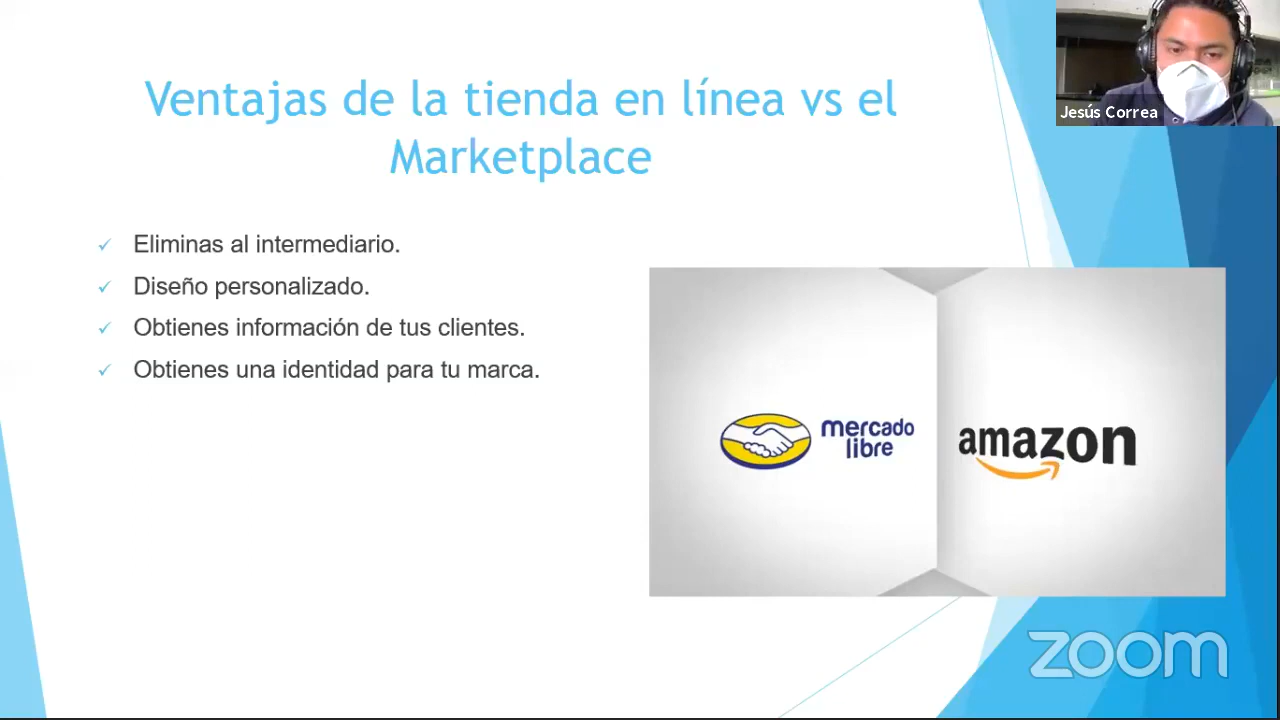 Ventajas de la tienda en línea vs el
Marketplace
Jesús Correa
Eliminas al intermediario.
Diseño personalizado.
Obtienes información de tus clientes.
Obtienes una identidad para tu marca.
mercado
libre
amazon
zoom